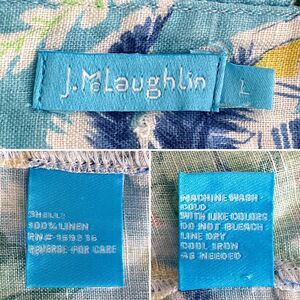 J.McLaughlin
L
SHELL:
100% LINEN
REVERSE FOR CARE
MACHINE WASH
COLD
WITH LIKE COLORS
DO NOT BLEACH
LINE DRY
COOL IRON
AS NEEDED